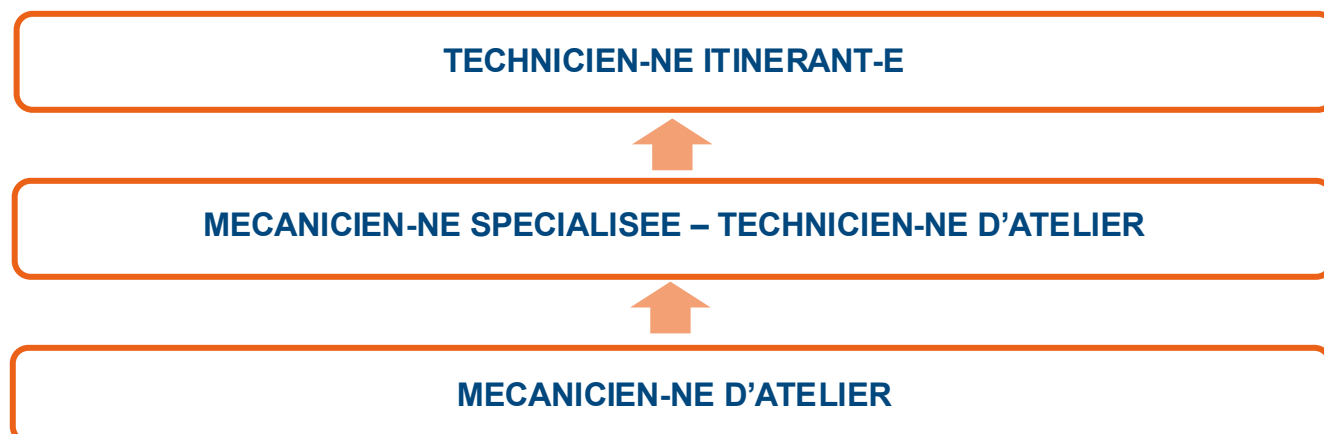 TECHNICIEN-NE ITINERANT-E
MECANICIEN-NE SPECIALISEE – TECHNICIEN-NE D’ATELIER
MECANICIEN-NE D’ATELIER